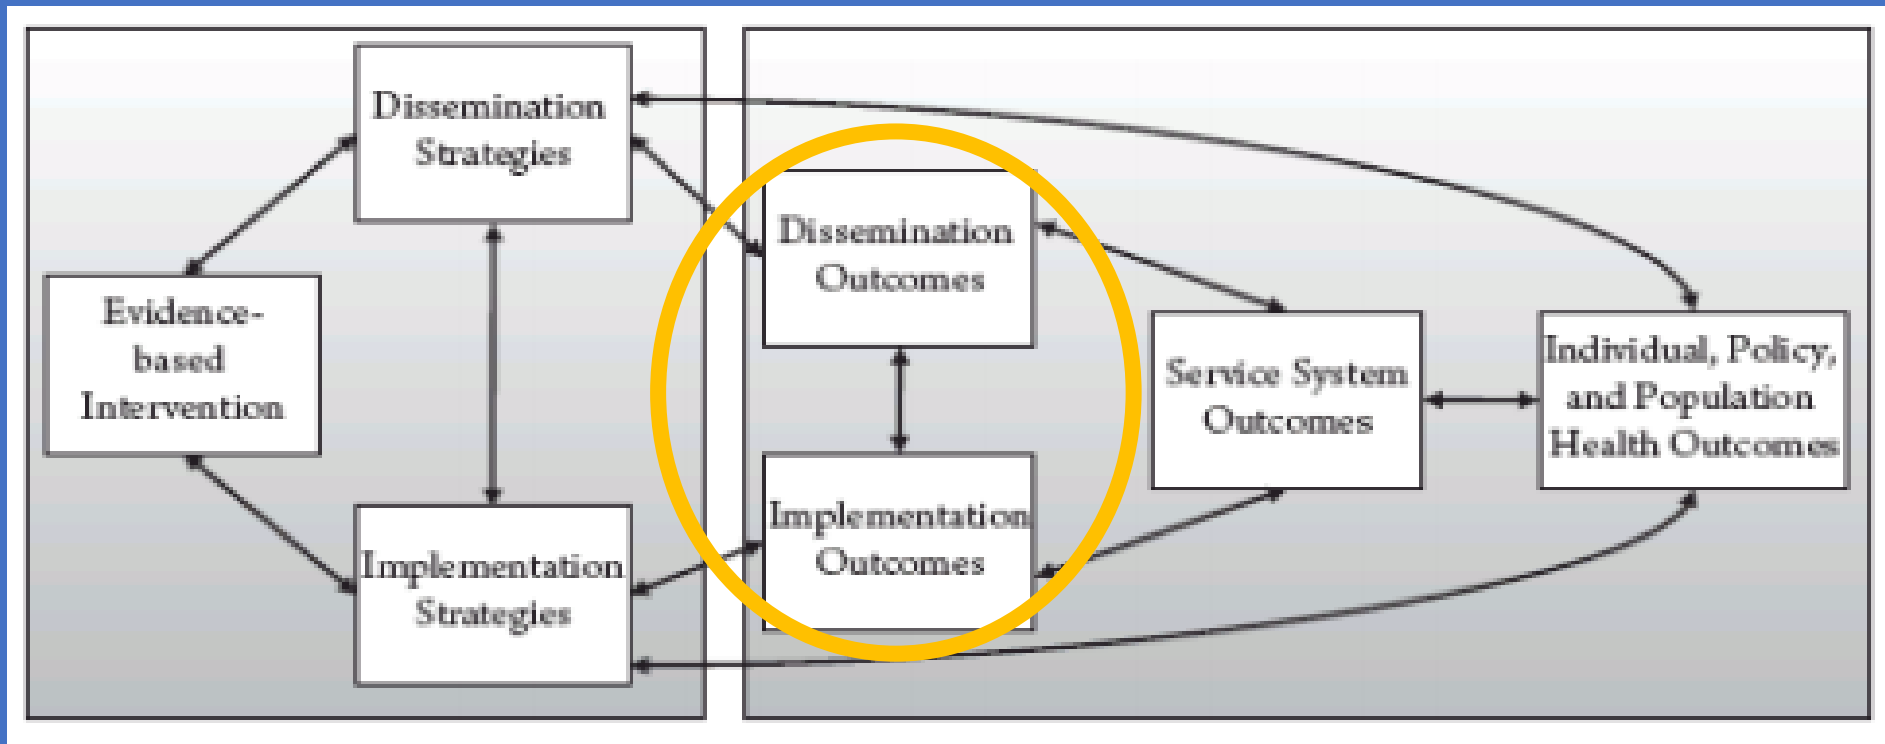 Dissemination
Strategies
Evidence-
based
Intervention
Implementation
Strategies
Dissemination
Outcomes
Implementation
Outcomes
Service System
Outcomes
Individual, Policy,
and Population
Health Outcomes